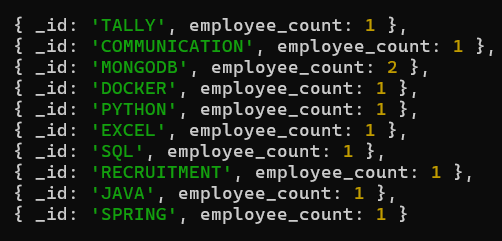 { _id: 'TALLY', employee_count: 1 },
{ _id: 'COMMUNICATION', employee_count: 1 },
{ _id: 'MONGODB', employee_count: 2 },
{ _id: 'DOCKER', employee_count: 1 },
{ _id: 'PYTHON', employee_count: 1 },
{ _id: 'EXCEL', employee_count: 1 },
{ _id: 'SQL', employee_count: 1 },
{ _id: 'RECRUITMENT', employee_count: 1 },
{ _id: 'JAVA', employee_count: 1 },
{ _id: 'SPRING', employee_count: 1 }